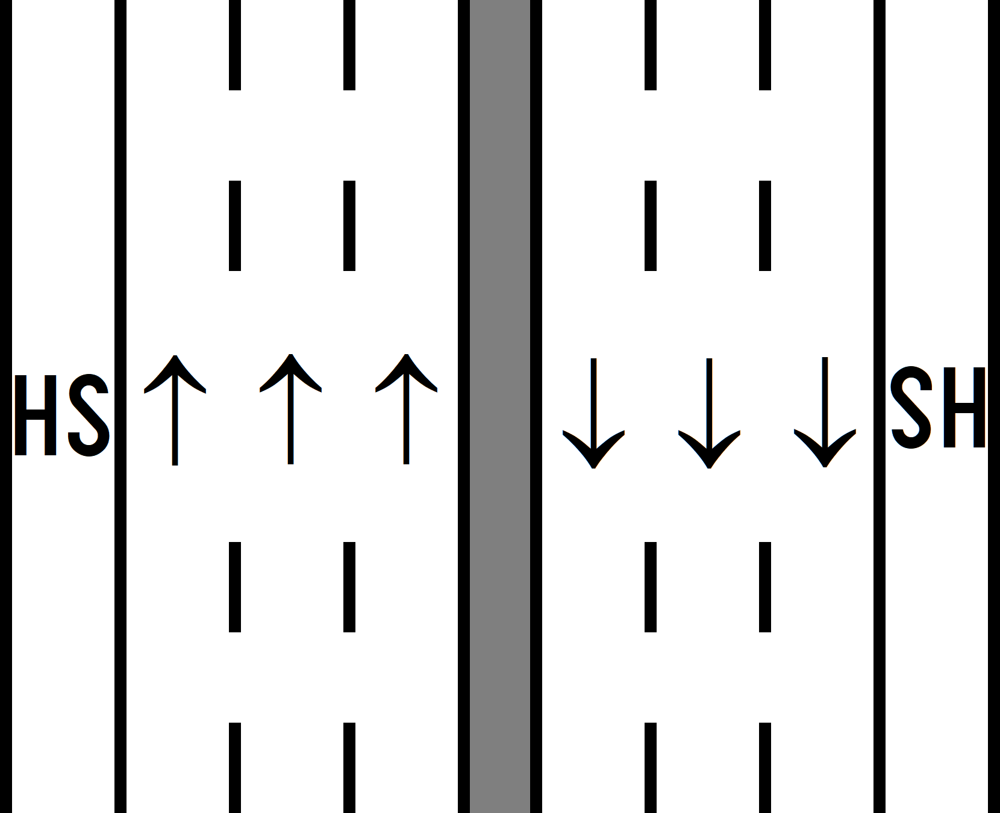 HS ↑ ↑ ↑ ↓ ↓ ↓ SH